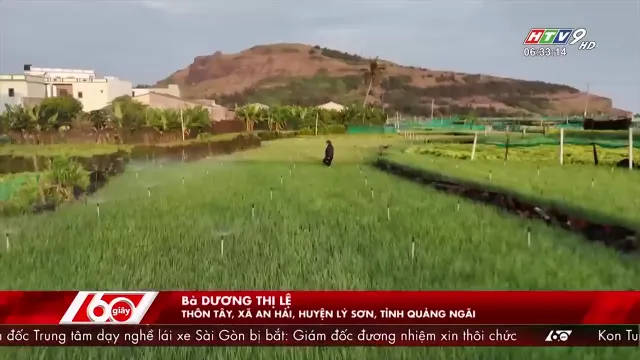 HTV9 HD
06:33:14
60 giây
Bà DƯƠNG THỊ LỆ
THÔN TÂY, XÃ AN HẢI, HUYỆN LÝ SƠN, TỈNH QUẢNG NGÃI
đốc Trung tâm dạy nghề lái xe Sài Gòn bị bắt: Giám đốc đương nhiệm xin thôi chức 60 Kon Tu